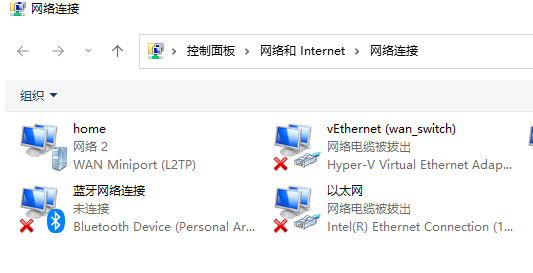 网络连接
控制面板 网络和 Internet 网络连接
组织
home
网络 2
WAN Miniport (L2TP)
vEthernet (wan_switch)
网络电缆被拔出
Hyper-V Virtual Ethernet Adap...
蓝牙网络连接
未连接
Bluetooth Device (Personal Ar...
以太网
网络电缆被拔出
Intel(R) Ethernet Connection (1...